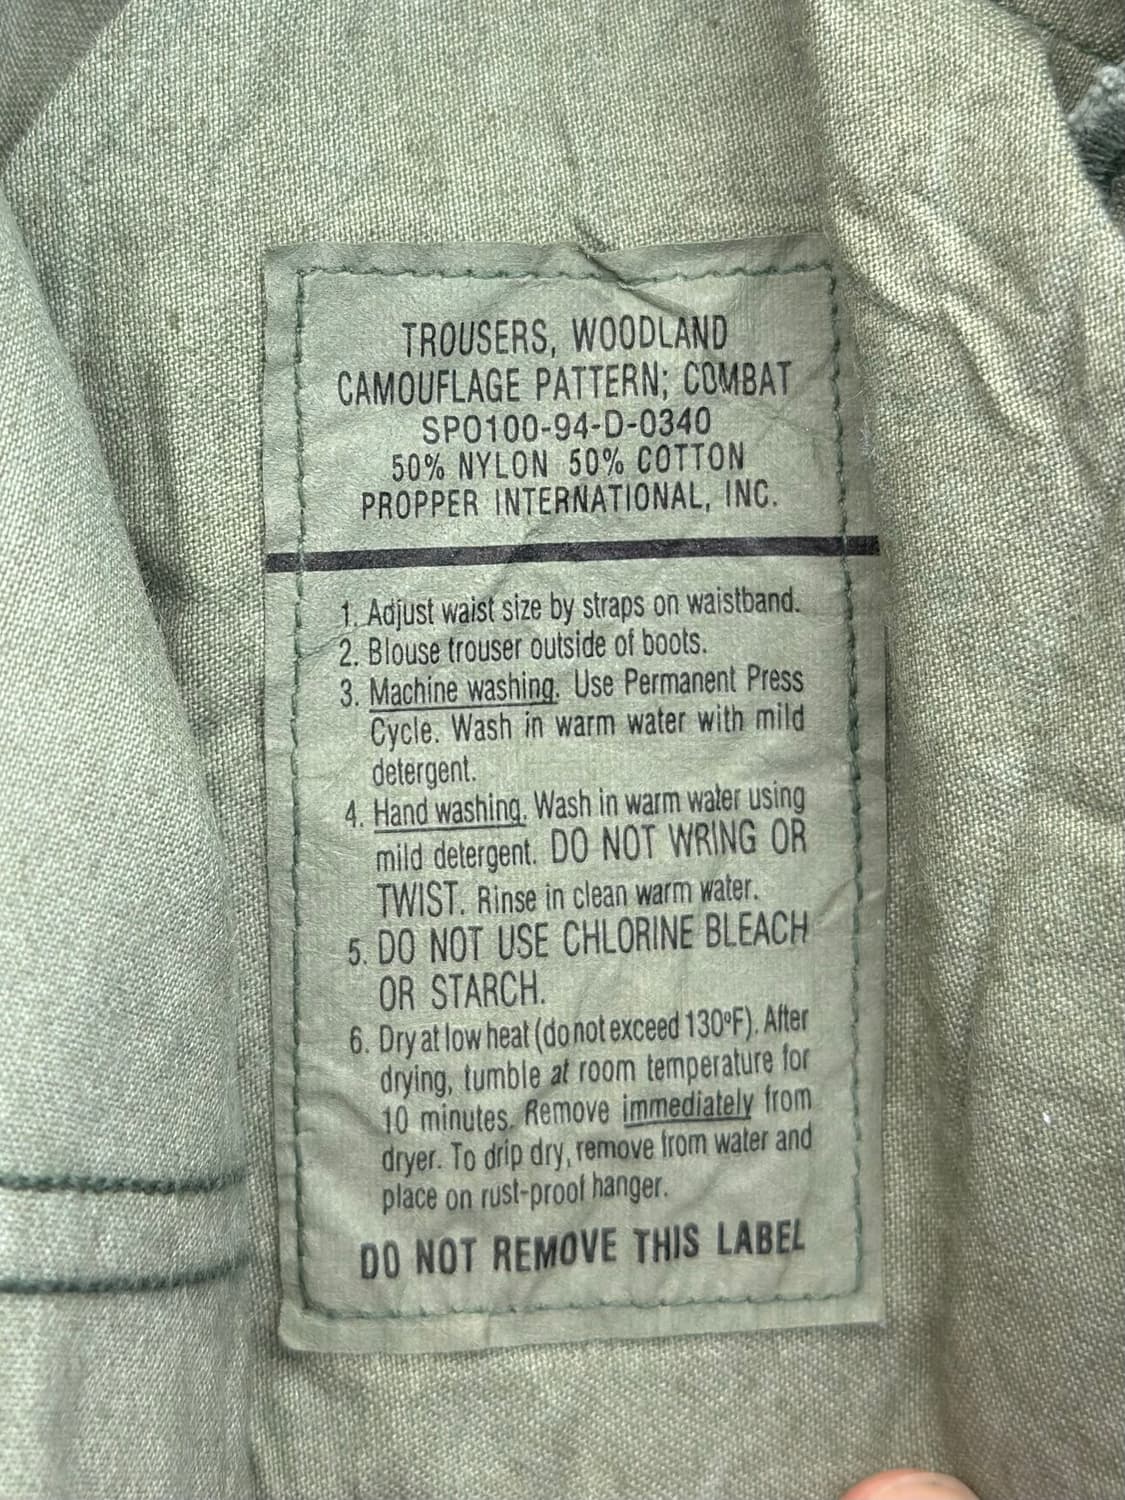 TROUSERS, WOODLAND
CAMOUFLAGE PATTERN; COMBAT
SPO100-94-D-0340
50% NYLON 50% COTTON
PROPPER INTERNATIONAL, INC.
1. Adjust waist size by straps on waistband.
2. Blouse trouser outside of boots.
3. Machine washing. Use Permanent Press
Cycle. Wash in warm water with mild
detergent.
4. Hand washing. Wash in warm water using
mild detergent. DO NOT WRING OR
TWIST. Rinse in clean warm water.
5. DO NOT USE CHLORINE BLEACH
OR STARCH.
6. Dry at low heat (do not exceed 130ºF). After
drying, tumble at room temperature for
10 minutes. Remove immediately from
dryer. To drip dry, remove from water and
place on rust-proof hanger.
DO NOT REMOVE THIS LABEL